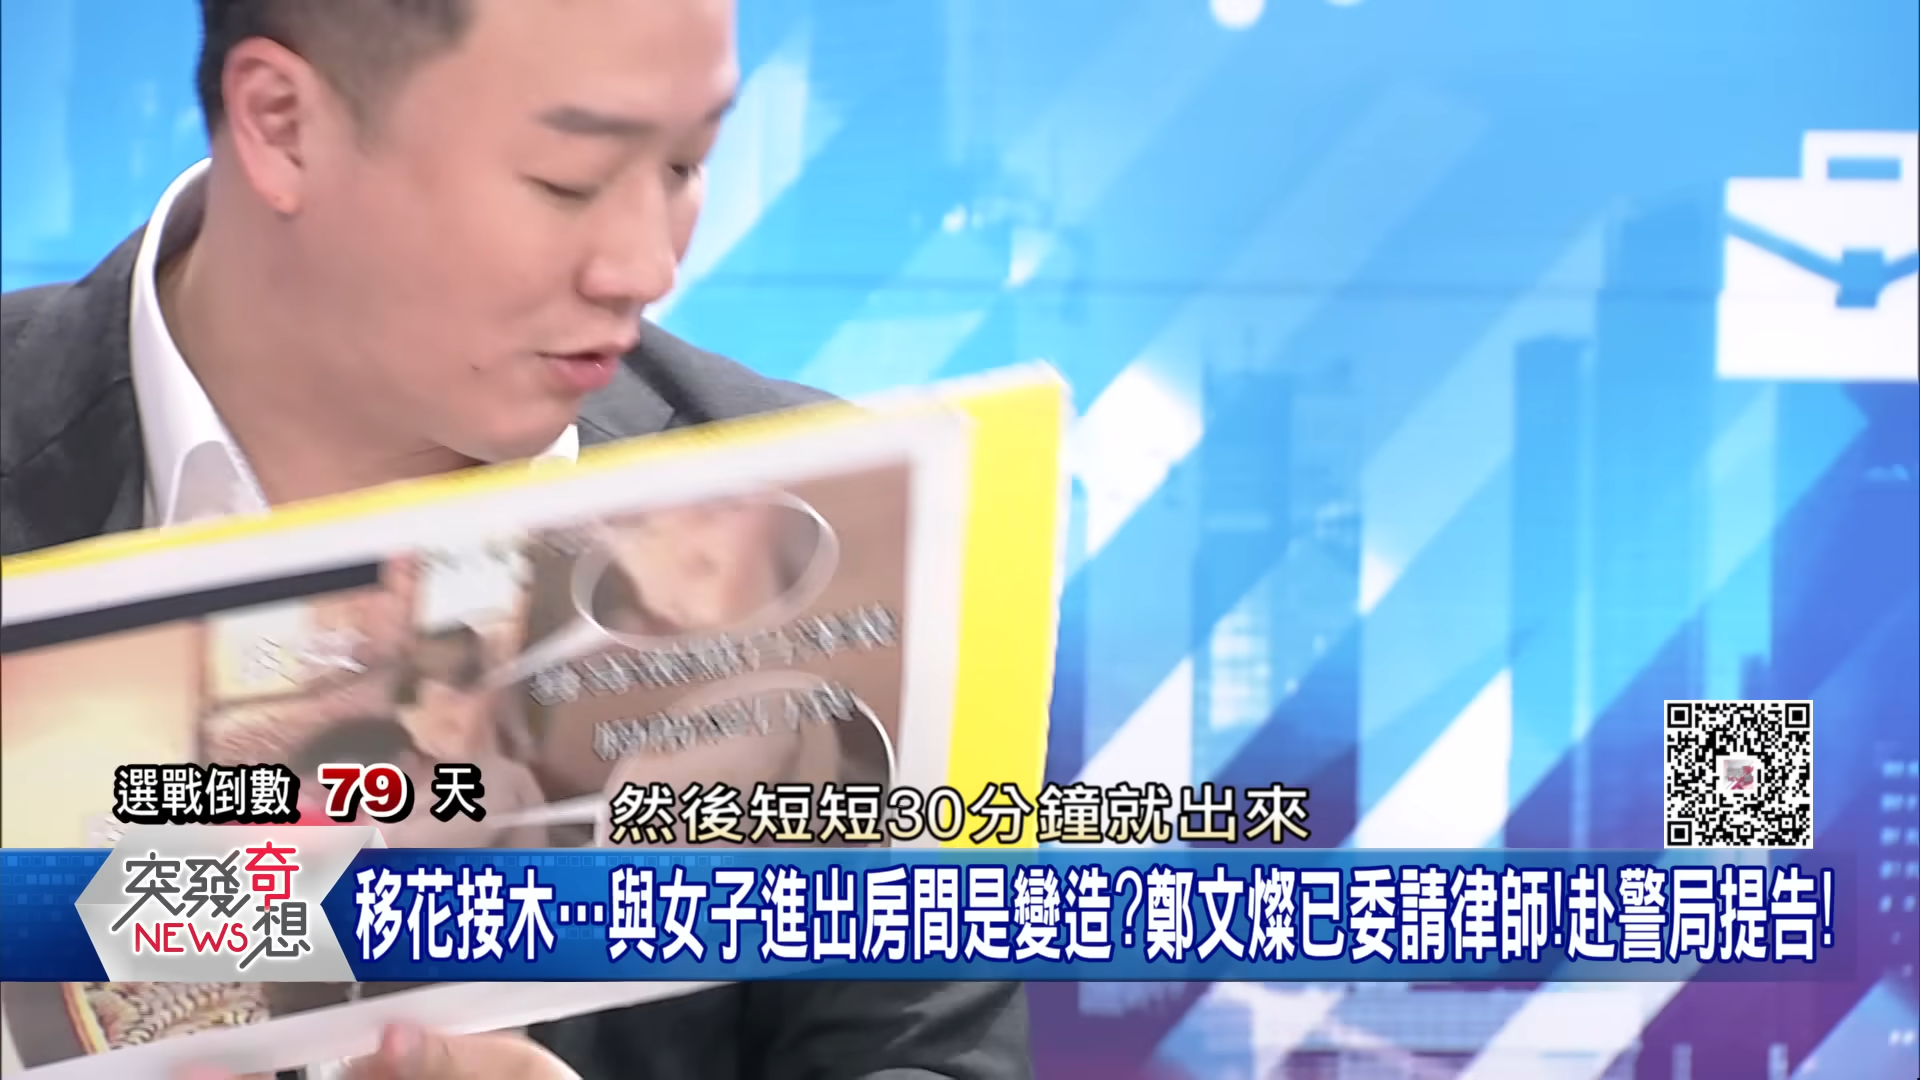 選戰倒數 79 天
然後短短30分鐘就出來
突發奇想
NEWS
移花接木…與女子進出房間是變造?鄭文燦已委請律師!赴警局提告!